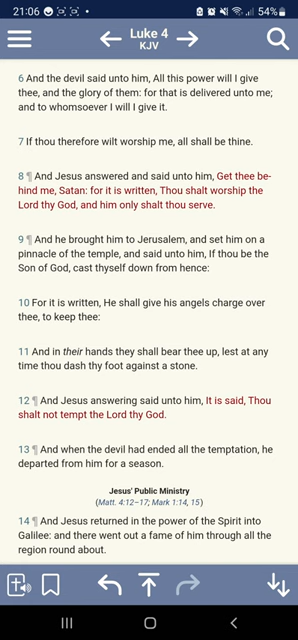 21:06
54%
Luke 4
KJV
6 And the devil said unto him, All this power will I give
thee, and the glory of them: for that is delivered unto me;
and to whomsoever I will I give it.
7 If thou therefore wilt worship me, all shall be thine.
8 ¶ And Jesus answered and said unto him, Get thee be-
hind me, Satan: for it is written, Thou shalt worship the
Lord thy God, and him only shalt thou serve.
9 ¶ And he brought him to Jerusalem, and set him on a
pinnacle of the temple, and said unto him, If thou be the
Son of God, cast thyself down from hence:
10 For it is written, He shall give his angels charge over
thee, to keep thee:
11 And in their hands they shall bear thee up, lest at any
time thou dash thy foot against a stone.
12 ¶ And Jesus answering said unto him, It is said, Thou
shalt not tempt the Lord thy God.
13 ¶ And when the devil had ended all the temptation, he
departed from him for a season.
Jesus' Public Ministry
(Matt. 4:12–17; Mark 1:14, 15)
14 ¶ And Jesus returned in the power of the Spirit into
Galilee: and there went out a fame of him through all the
region round about.